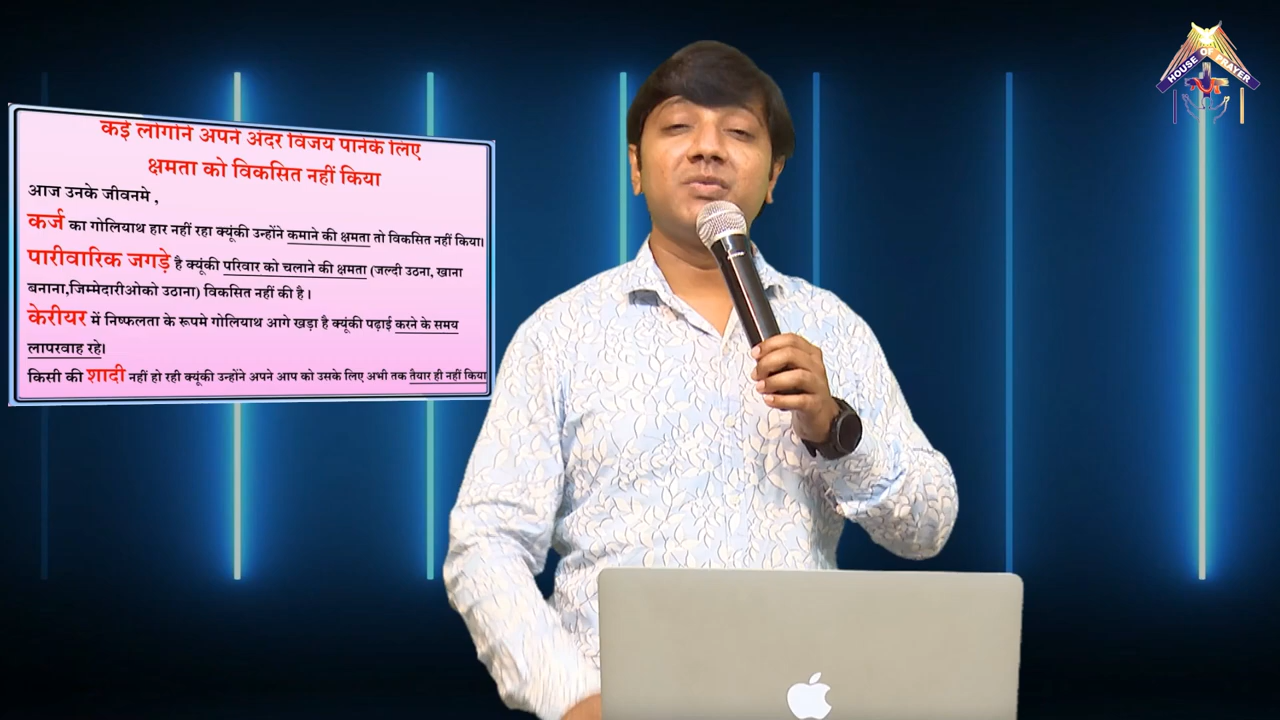 कई लोगोने अपने अंदर विजय पानेके लिए
क्षमता को विकसित नहीं किया
आज उनके जीवनमे ,
कर्ज का गोलियाथ हार नहीं रहा क्यूंकी उन्होंने कमाने की क्षमता तो विकसित नहीं किया।
पारीवारिक जगड़े है क्यूंकी परिवार को चलाने की क्षमता (जल्दी उठना, खाना
बनाना,जिम्मेदारीओको उठाना) विकसित नहीं की है ।
केरीयर में निष्फलता के रूपमे गोलियाथ आगे खड़ा है क्यूंकी पढ़ाई करने के समय
लापरवाह रहे।
किसी की शादी नहीं हो रही क्यूंकी उन्होंने अपने आप को उसके लिए अभी तक तैयार ही नहीं किया
HOUSE OF PRAYER